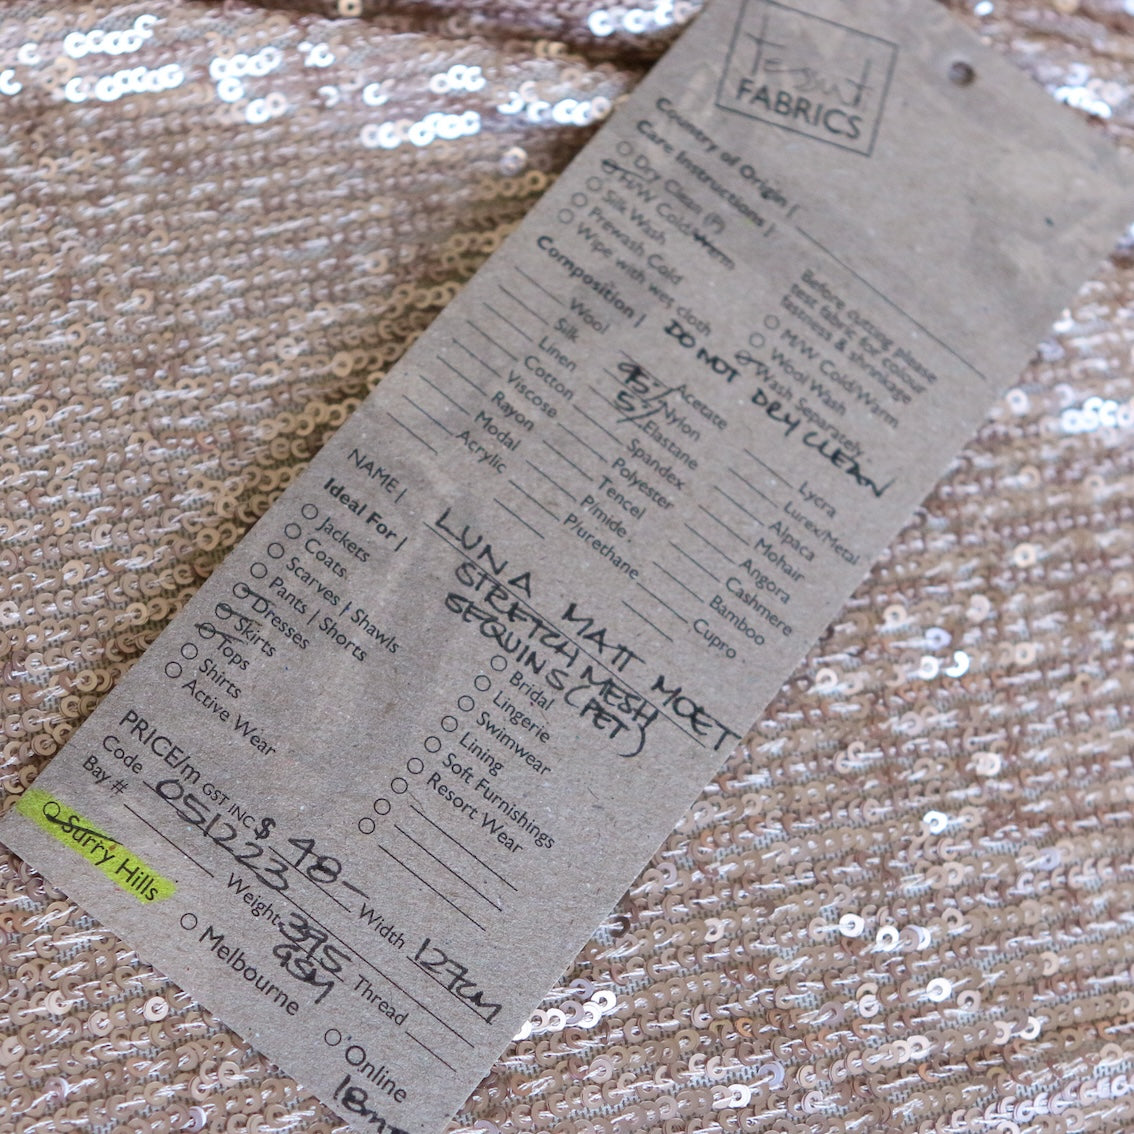 Tessuti
FABRICS
Country of Origin |
Care Instructions |
Dry Clean (P)
H/W Cold/Warm
Silk Wash
Prewash Cold
Wipe with wet cloth
Before cutting please
test fabric for colour
fastness & shrinkage
M/W Cold/Warm
Wool Wash
Wash Separately
DO NOT DRY CLEAN
Composition |
Wool
Silk
Linen
Cotton
Viscose
Rayon
Modal
Acrylic
Acetate
95% Nylon
5% Elastane
Spandex
Polyester
Tencel
P/mide
P/urethane
Lycra
Lurex/Metal
Alpaca
Mohair
Angora
Cashmere
Bamboo
Cupro
NAME | LUNA MATT MOET
STRETCH MESH
SEQUINS (PET)
Ideal For |
Jackets
Coats
Scarves | Shawls
Pants | Shorts
Dresses
Skirts
Tops
Shirts
Active Wear
Bridal
Lingerie
Swimwear
Lining
Soft Furnishings
Resort Wear
PRICE/m GST INC $ 48- Width 127cm
Code 051223 Weight 395 GSM Thread
Bay #
Surry Hills
Melbourne
Online